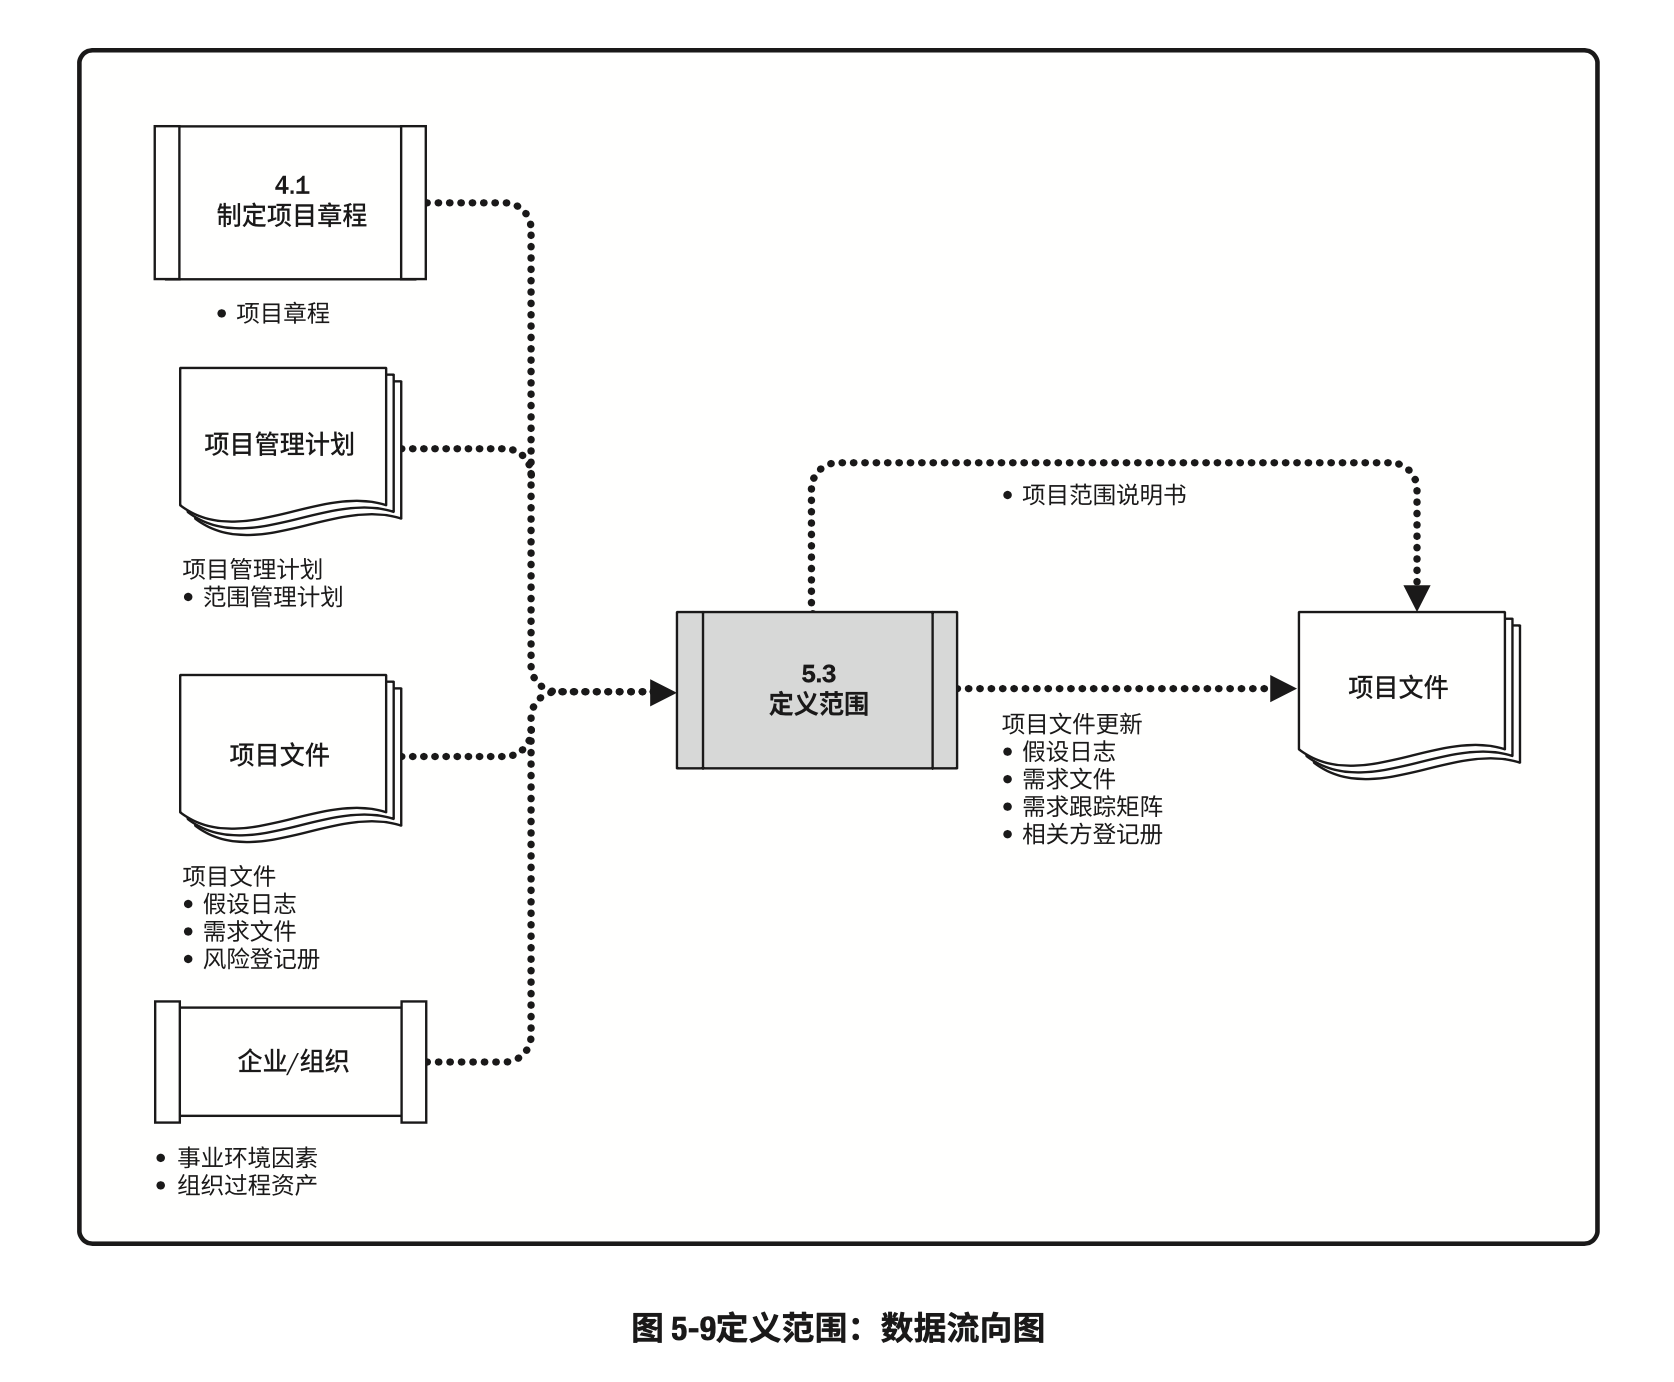 4.1
制定项目章程
• 项目章程
项目管理计划
项目管理计划
• 范围管理计划
项目文件
项目文件
• 假设日志
• 需求文件
• 风险登记册
企业/组织
• 事业环境因素
• 组织过程资产
5.3
定义范围
• 项目范围说明书
项目文件更新
• 假设日志
• 需求文件
• 需求跟踪矩阵
• 相关方登记册
项目文件
图 5-9定义范围：数据流向图